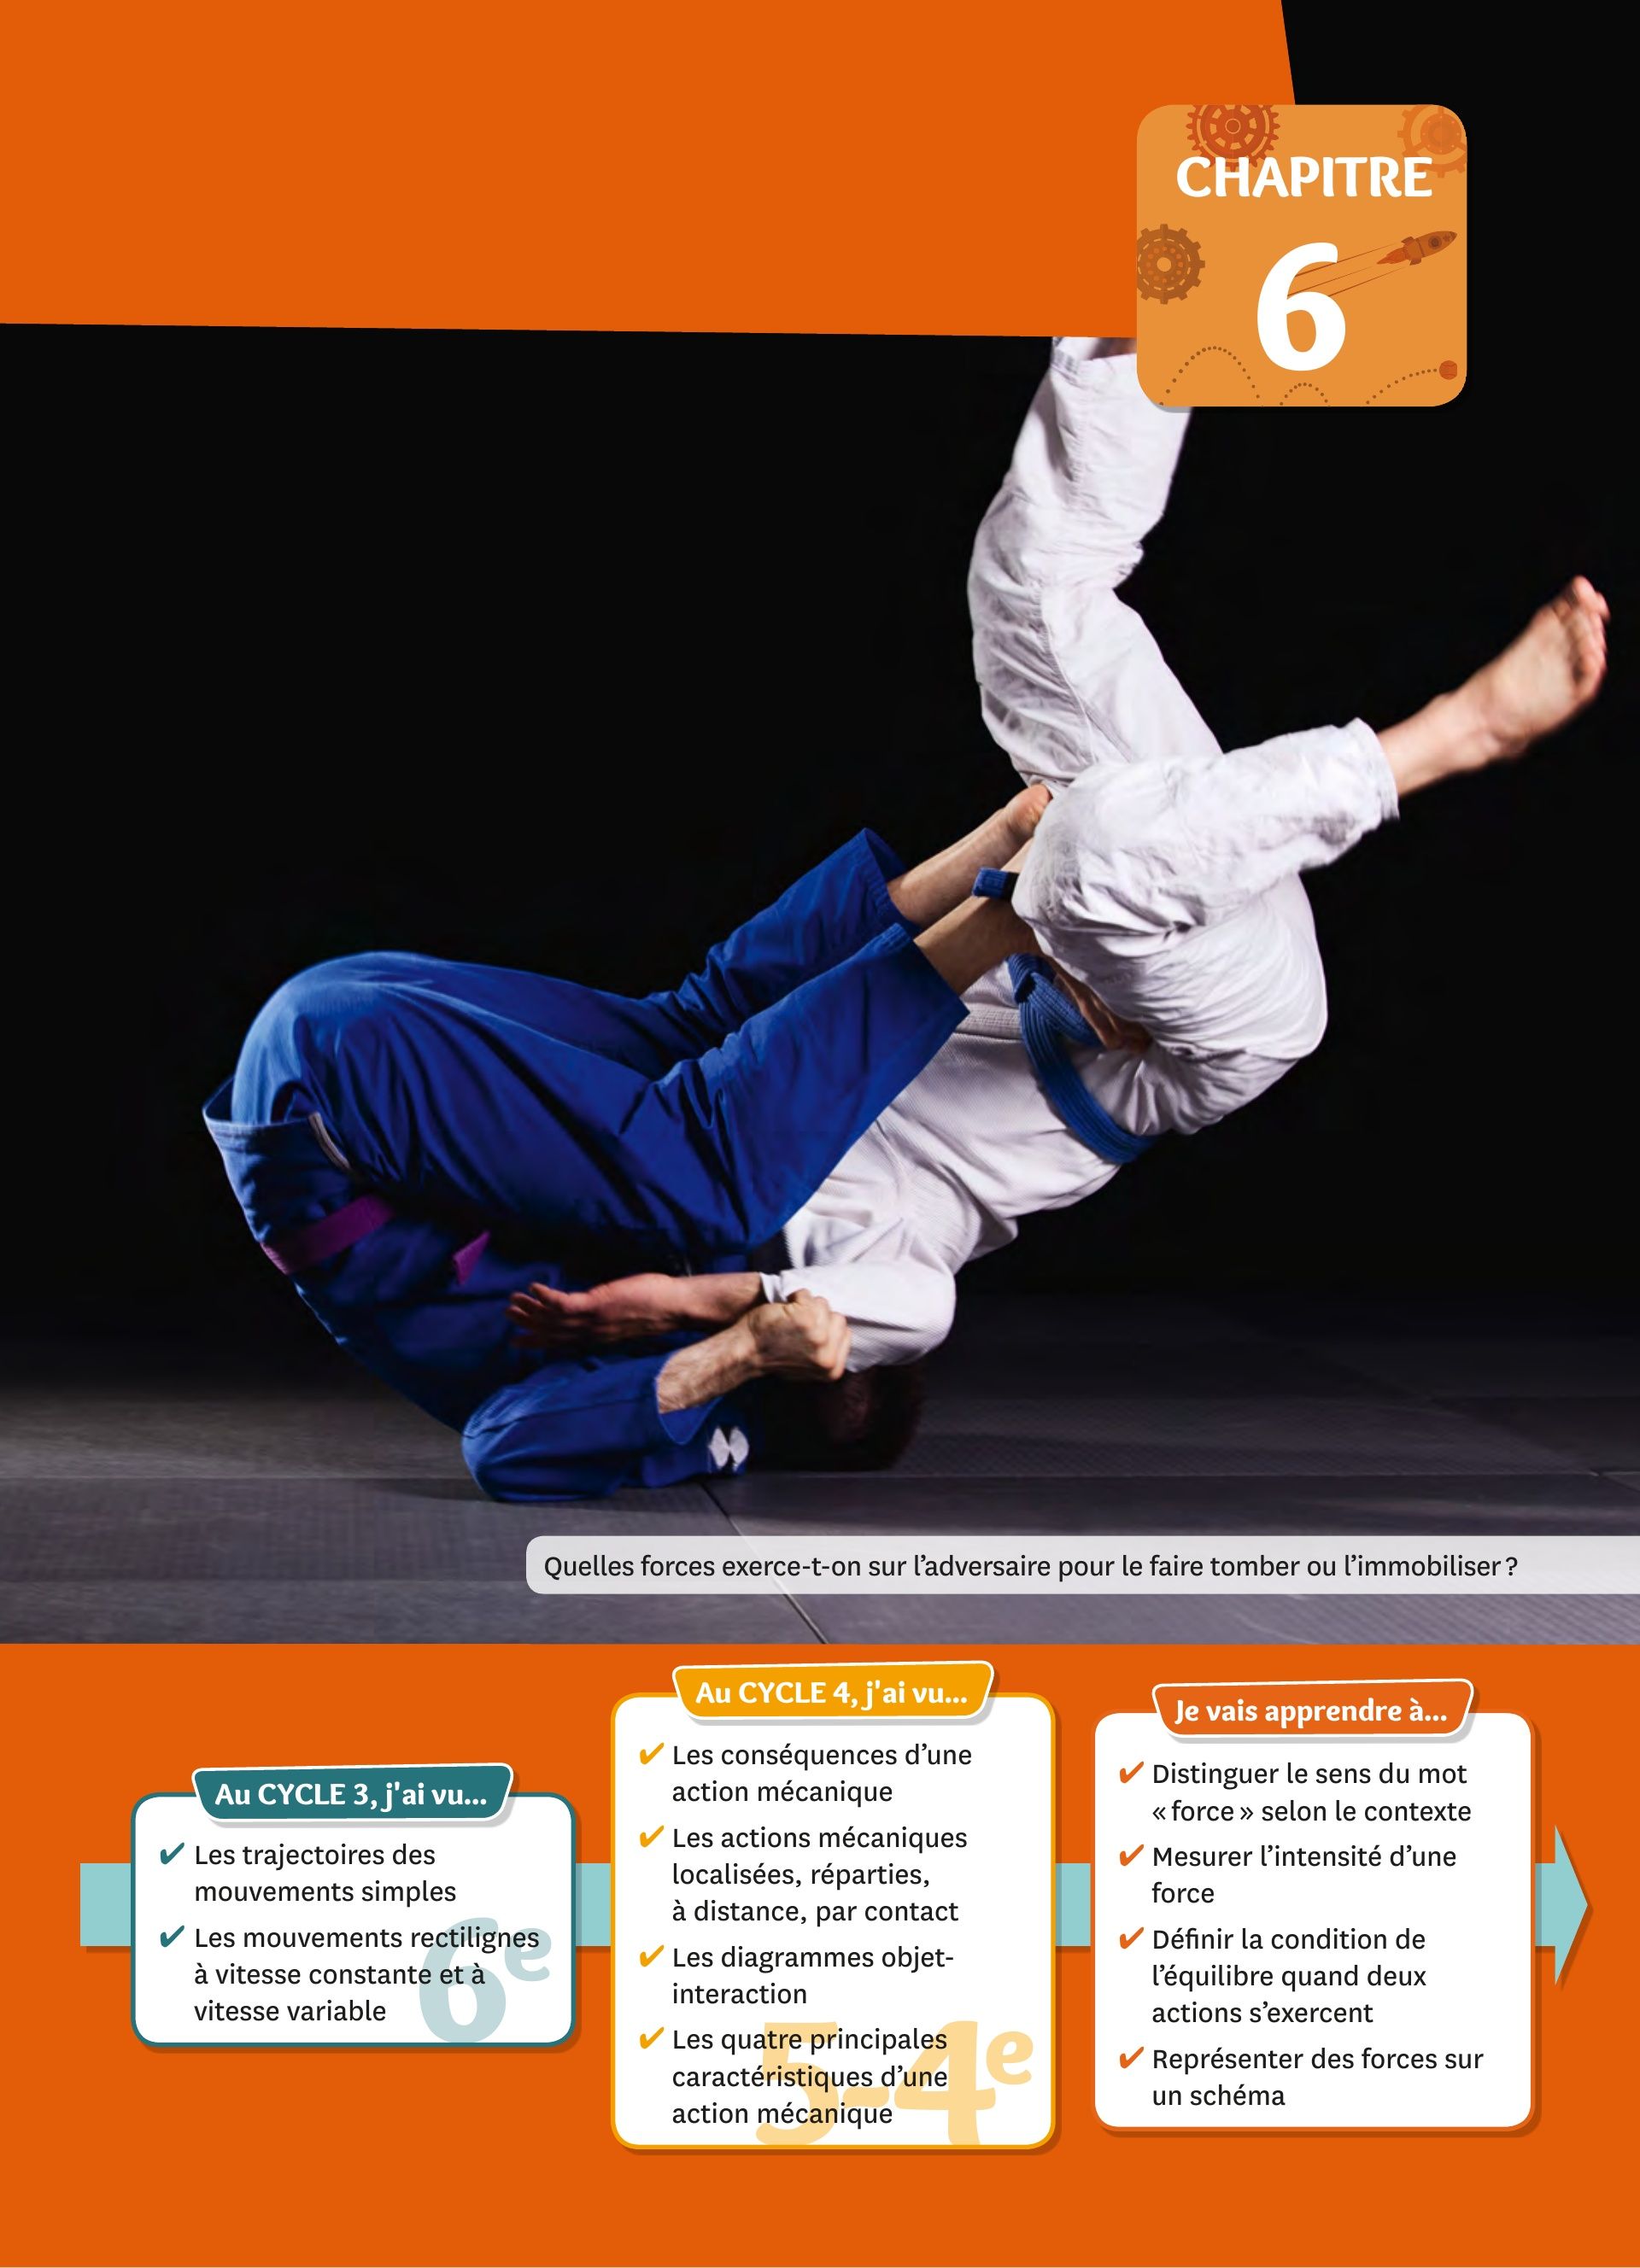 CHAPITRE
6
Quelles forces exerce-t-on sur l’adversaire pour le faire tomber ou l’immobiliser ?
Au CYCLE 3, j'ai vu...
✔ Les trajectoires des
mouvements simples
✔ Les mouvements rectilignes
à vitesse constante et à
vitesse variable
6e
Au CYCLE 4, j'ai vu...
✔ Les conséquences d’une
action mécanique
✔ Les actions mécaniques
localisées, réparties,
à distance, par contact
✔ Les diagrammes objet-
interaction
✔ Les quatre principales
caractéristiques d’une
action mécanique
5-4e
Je vais apprendre à...
✔ Distinguer le sens du mot
« force » selon le contexte
✔ Mesurer l’intensité d’une
force
✔ Définir la condition de
l’équilibre quand deux
actions s’exercent
✔ Représenter des forces sur
un schéma